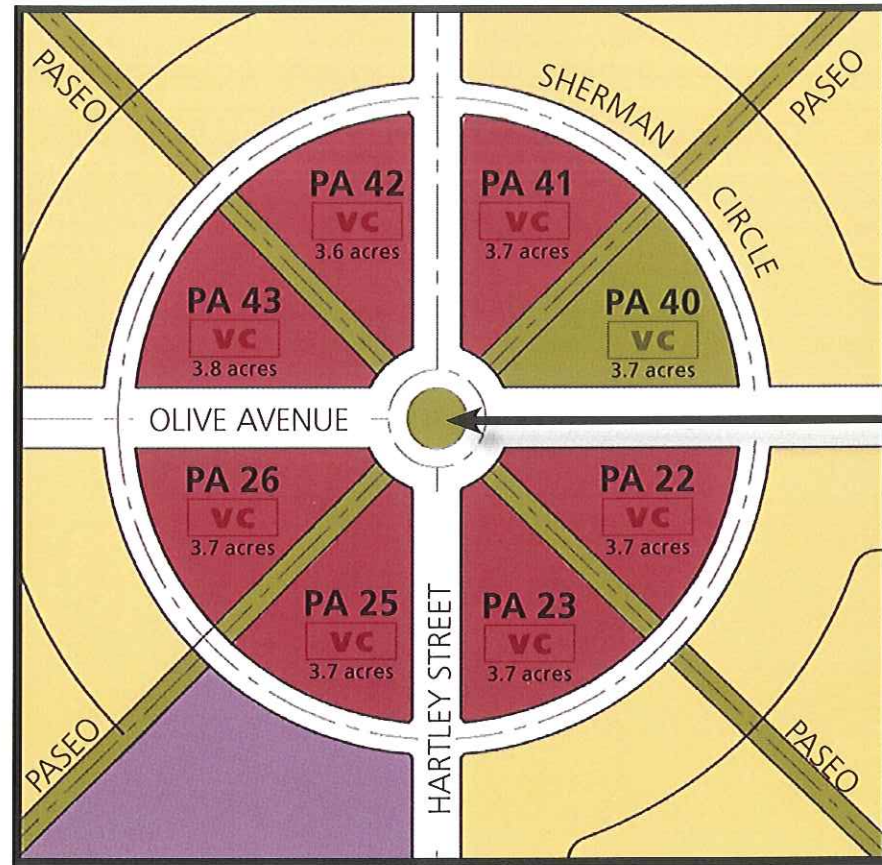 PASEO
SHERMAN
PASEO
CIRCLE
PA 42
VC
3.6 acres
PA 41
VC
3.7 acres
PA 43
VC
3.8 acres
PA 40
VC
3.7 acres
OLIVE AVENUE
PA 26
VC
3.7 acres
PA 22
VC
3.7 acres
PA 25
VC
3.7 acres
PA 23
VC
3.7 acres
HARTLEY STREET
PASEO
PASEO